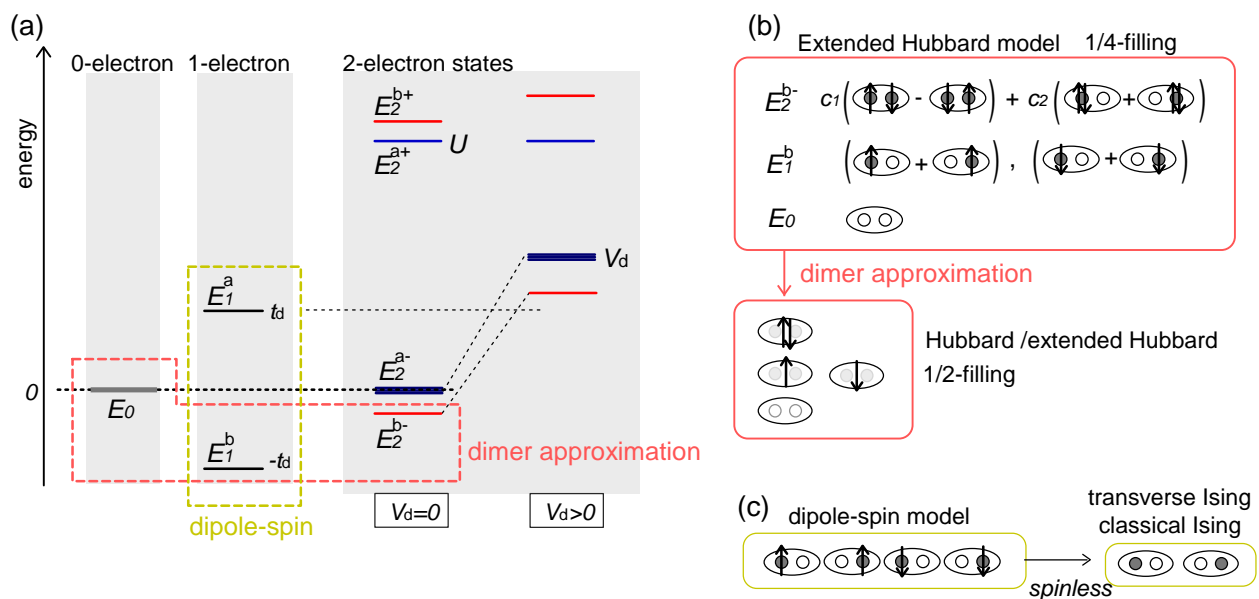 (a)
0-electron
1-electron
2-electron states
energy
E2b+
E2a+
U
E1a
td
Vd
0
E0
E2a-
E2b-
E1b
-td
dimer approximation
dipole-spin
Vd=0
Vd>0
(b)
Extended Hubbard model 1/4-filling
E2b- c1( - ) + c2( + )
E1b ( + ) , ( + )
E0
dimer approximation
Hubbard /extended Hubbard
1/2-filling
(c)
dipole-spin model
transverse Ising
classical Ising
spinless